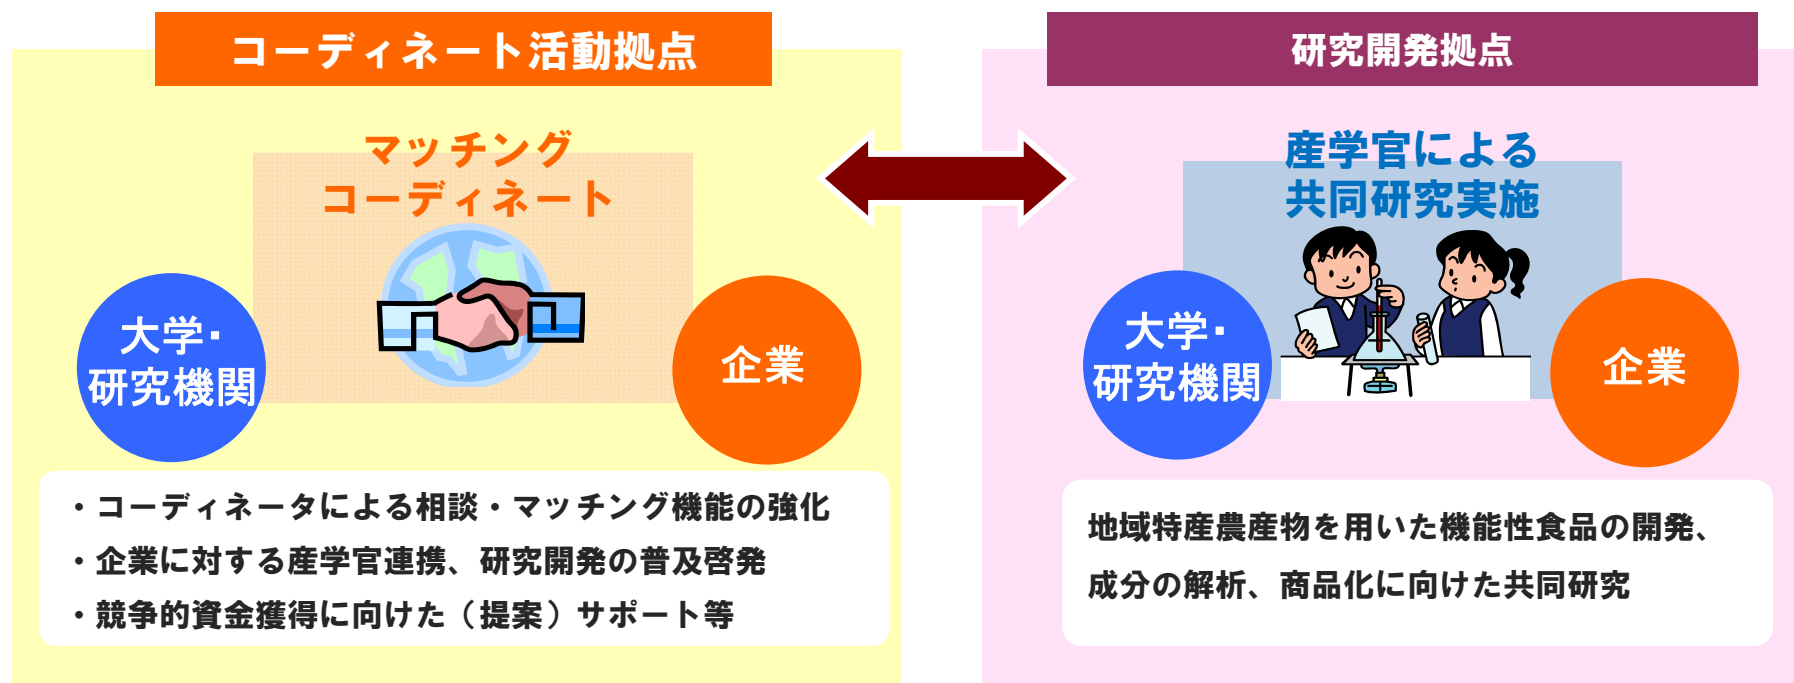 コーディネート活動拠点
マッチング
コーディネート
大学・
研究機関
企業
・コーディネータによる相談・マッチング機能の強化
・企業に対する産学官連携、研究開発の普及啓発
・競争的資金獲得に向けた（提案）サポート等
研究開発拠点
産学官による
共同研究実施
大学・
研究機関
企業
地域特産農産物を用いた機能性食品の開発、
成分の解析、商品化に向けた共同研究